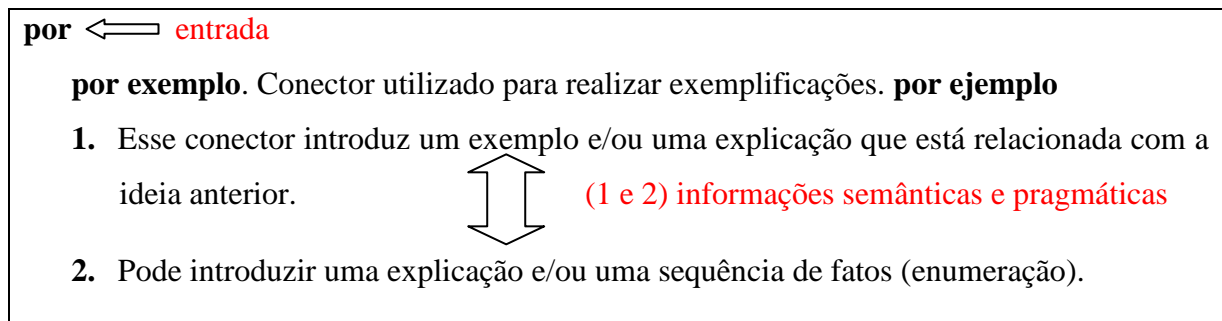 por entrada
por exemplo. Conector utilizado para realizar exemplificações. por ejemplo
1. Esse conector introduz um exemplo e/ou uma explicação que está relacionada com a
ideia anterior. (1 e 2) informações semânticas e pragmáticas
2. Pode introduzir uma explicação e/ou uma sequência de fatos (enumeração).